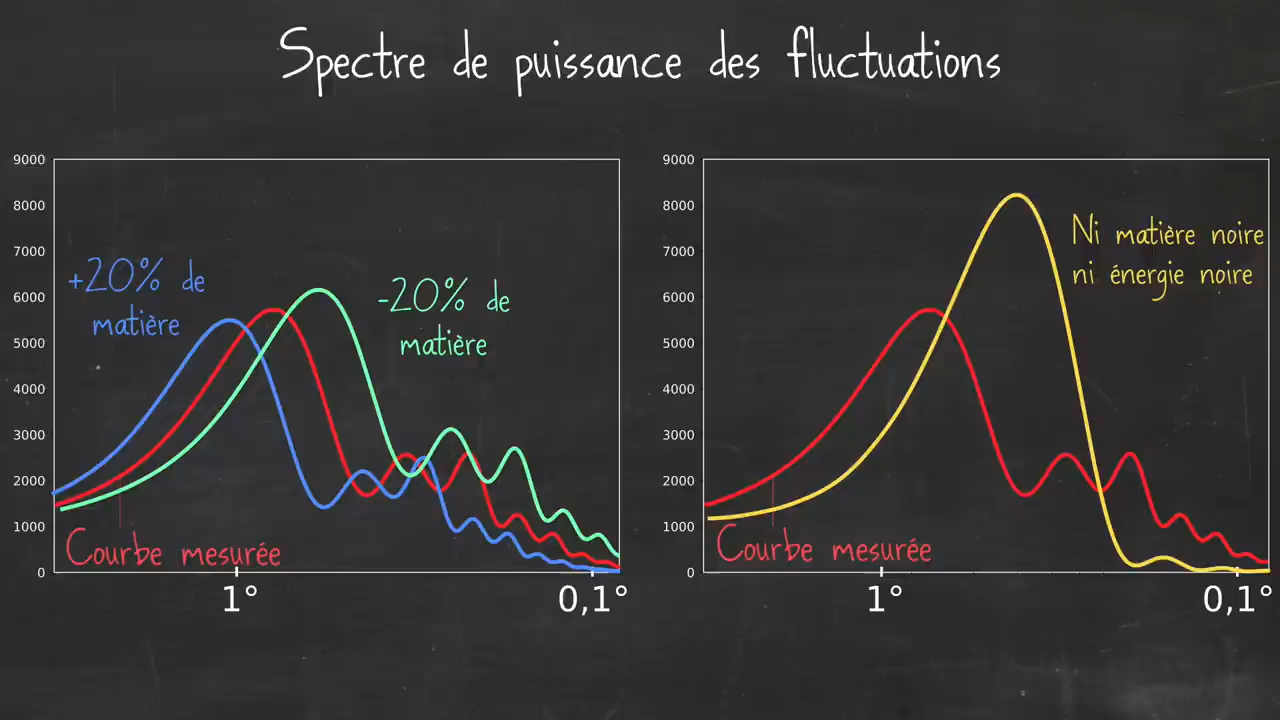 Spectre de puissance des fluctuations
9000
8000
7000
6000
5000
4000
3000
2000
1000
0
+20% de
matière
-20% de
matière
Courbe mesurée
1°
0,1°
9000
8000
7000
6000
5000
4000
3000
2000
1000
0
Ni matière noire
ni énergie noire
Courbe mesurée
1°
0,1°